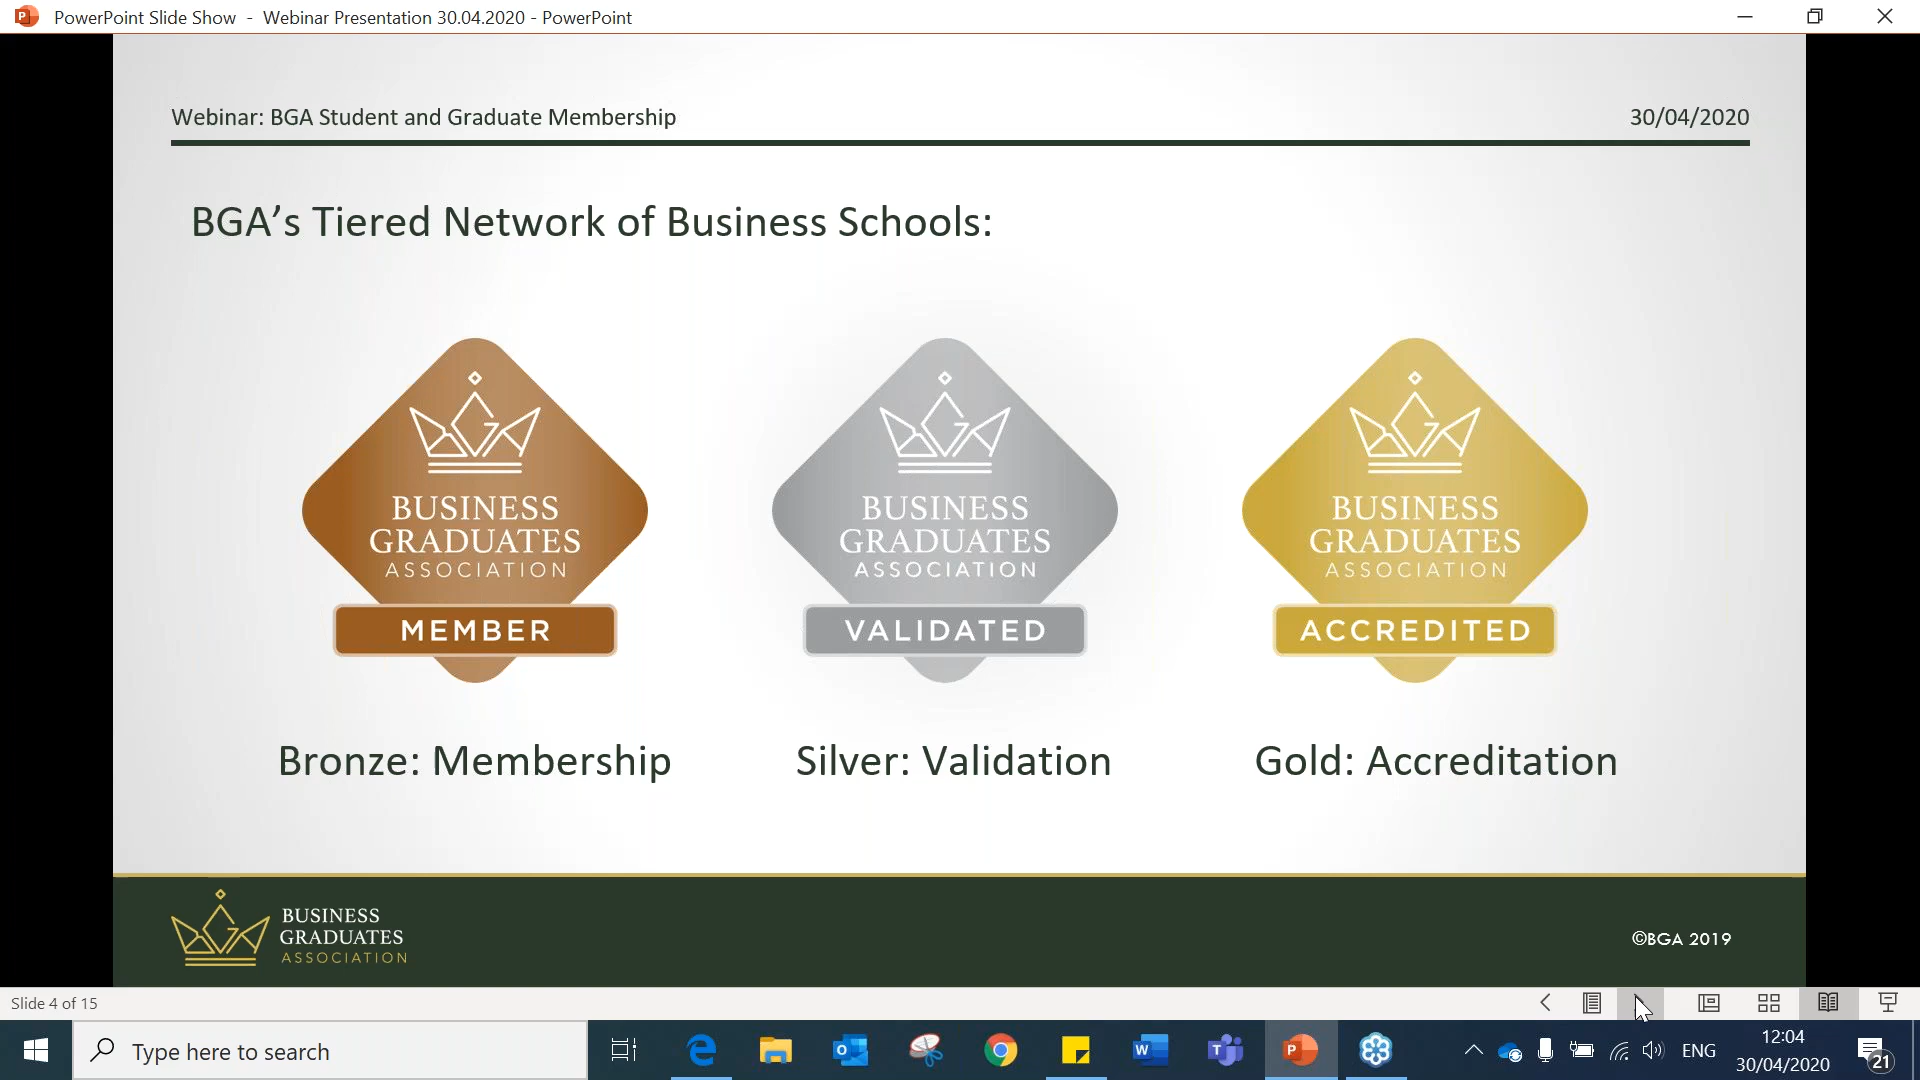 PowerPoint Slide Show - Webinar Presentation 30.04.2020 - PowerPoint
Webinar: BGA Student and Graduate Membership
30/04/2020
BGA's Tiered Network of Business Schools:
BUSINESS
GRADUATES
ASSOCIATION
MEMBER
BUSINESS
GRADUATES
ASSOCIATION
VALIDATED
BUSINESS
GRADUATES
ASSOCIATION
ACCREDITED
Bronze: Membership
Silver: Validation
Gold: Accreditation
BUSINESS
GRADUATES
ASSOCIATION
©BGA 2019
Slide 4 of 15
Type here to search
ENG
12:04
30/04/2020
21